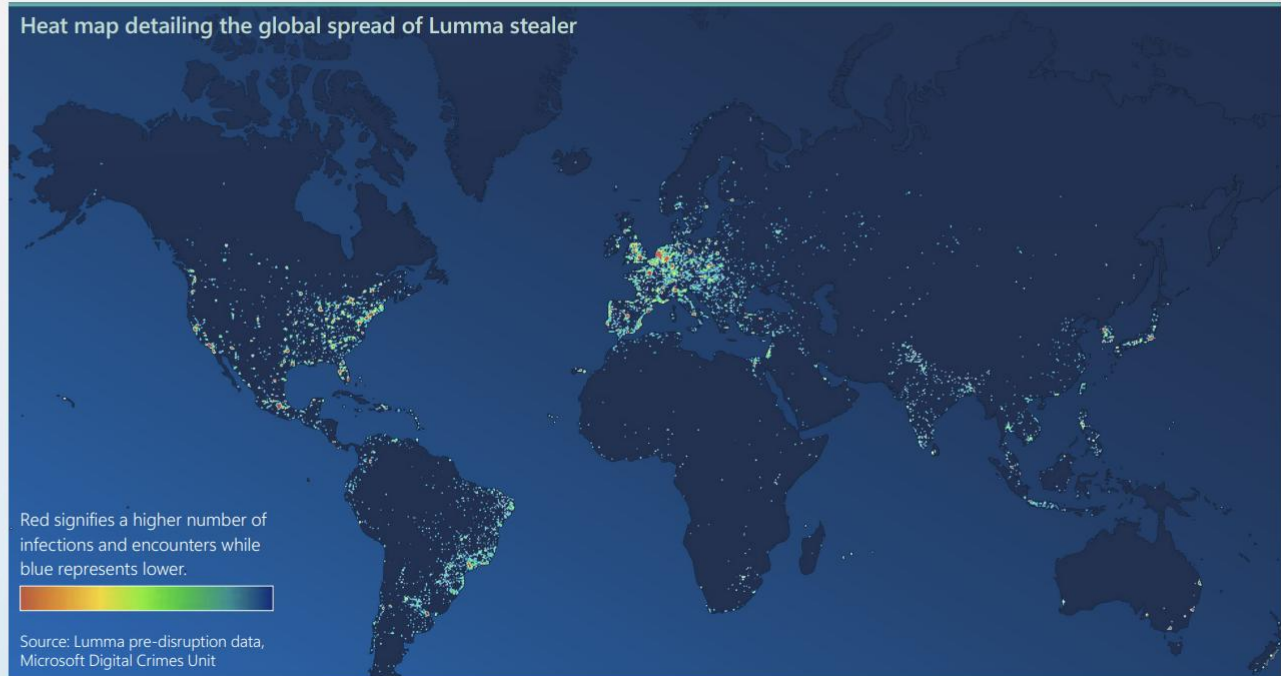 Heat map detailing the global spread of Lumma stealer
Red signifies a higher number of
infections and encounters while
blue represents lower.
Source: Lumma pre-disruption data,
Microsoft Digital Crimes Unit